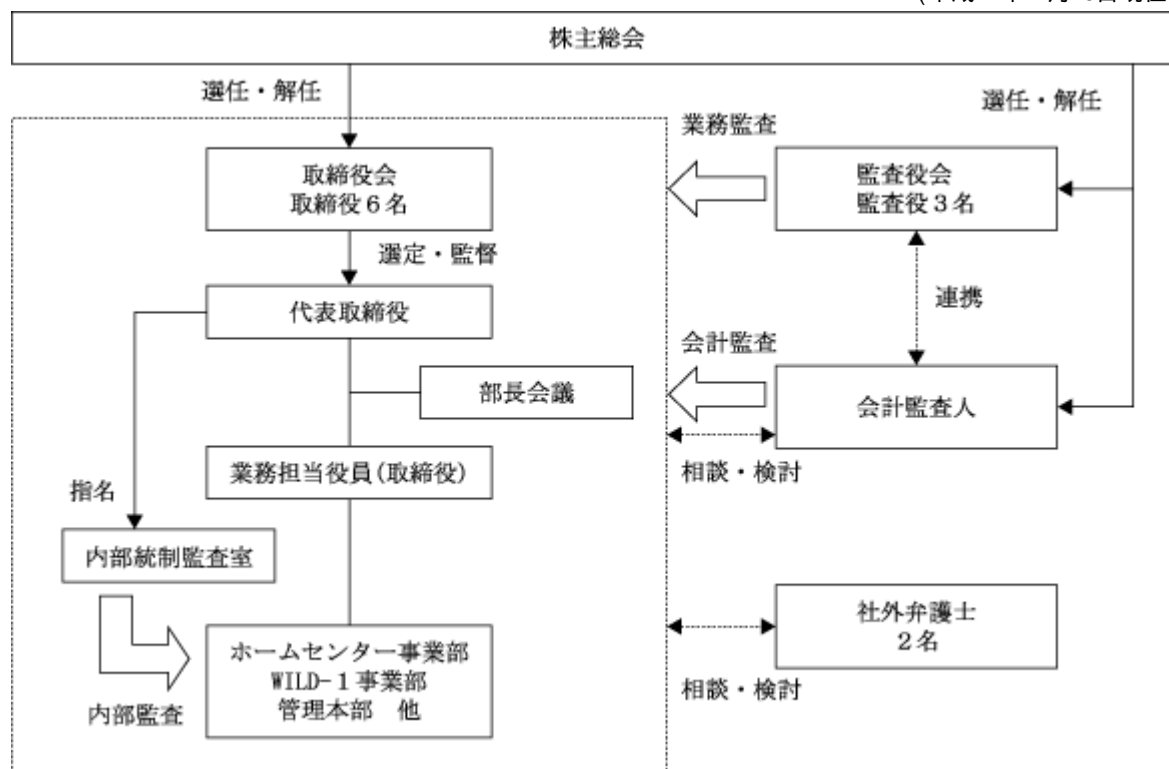 株主総会
選任・解任
選任・解任
業務監査
取締役会
取締役6名
監査役会
監査役3名
選定・監督
連携
代表取締役
会計監査
部長会議
会計監査人
業務担当役員(取締役)
相談・検討
指名
内部統制監査室
社外弁護士
2名
ホームセンター事業部
WILD-1事業部
管理本部 他
相談・検討
内部監査